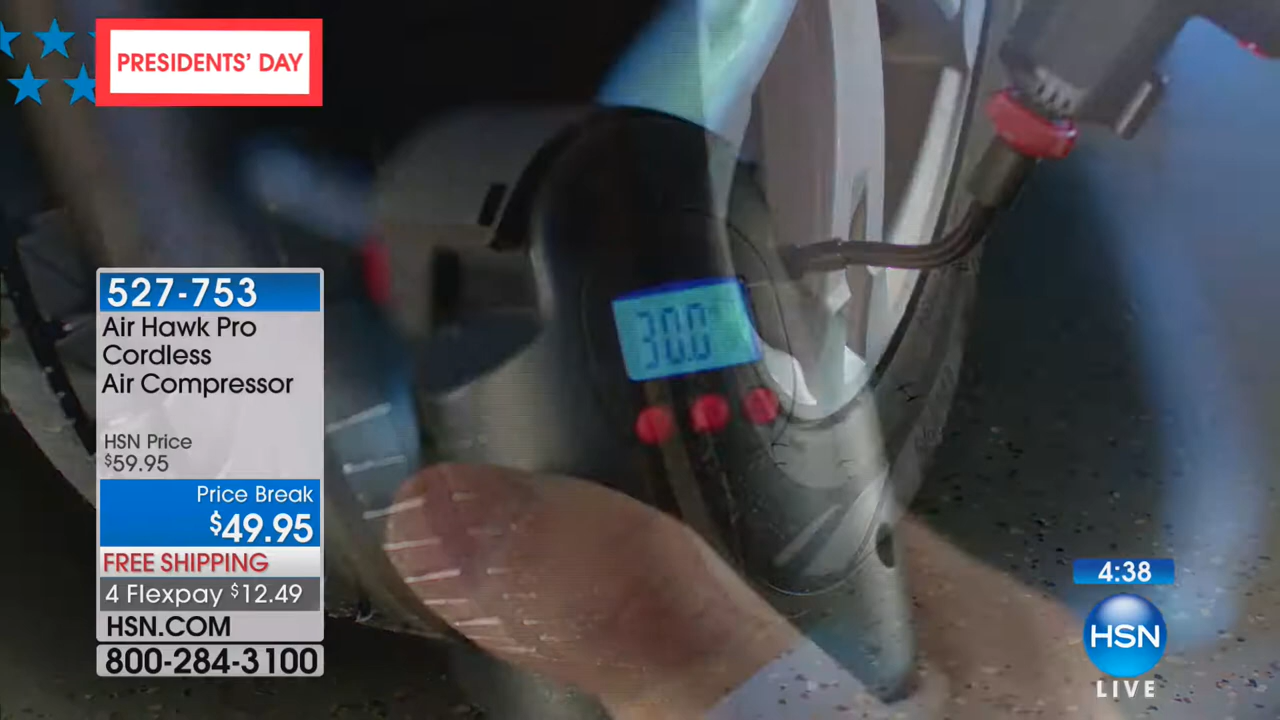 PRESIDENTS' DAY
527-753
Air Hawk Pro
Cordless
Air Compressor
HSN Price
$59.95
Price Break
$49.95
FREE SHIPPING
4 Flexpay $12.49
HSN.COM
800-284-3100
30.0
4:38
HSN
LIVE